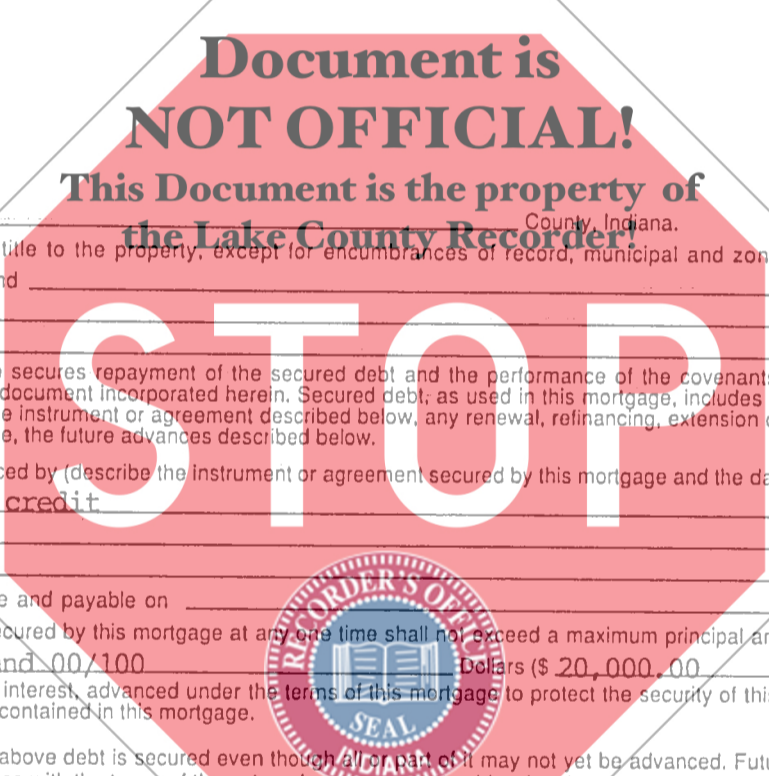 Document is
NOT OFFICIAL!
This Document is the property of
the Lake County Recorder!
County, Indiana.
title to the property, except for encumbrances of record, municipal and zon
nd
STOP
secures repayment of the secured debt and the performance of the covenants
document incorporated herein. Secured debt, as used in this mortgage, includes
e instrument or agreement described below, any renewal, refinancing, extension
e, the future advances described below.
ced by (describe the instrument or agreement secured by this mortgage and the da
credit
e and payable on
ecured by this mortgage at any one time shall not exceed a maximum principal a
nd 00/100 Dollars ($ 20,000.00
interest, advanced under the terms of this mortgage to protect the security of this
contained in this mortgage.
RECORDER'S OFFICE
SEAL
INDIANA
above debt is secured even though all or part of it may not yet be advanced. Futu